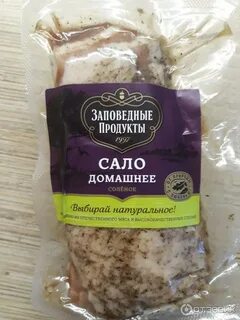 ЗАПОВЕДНЫЕ
ПРОДУКТЫ
1997
САЛО
ДОМАШНЕЕ
СОЛЁНОЕ
Выбирай натуральное!